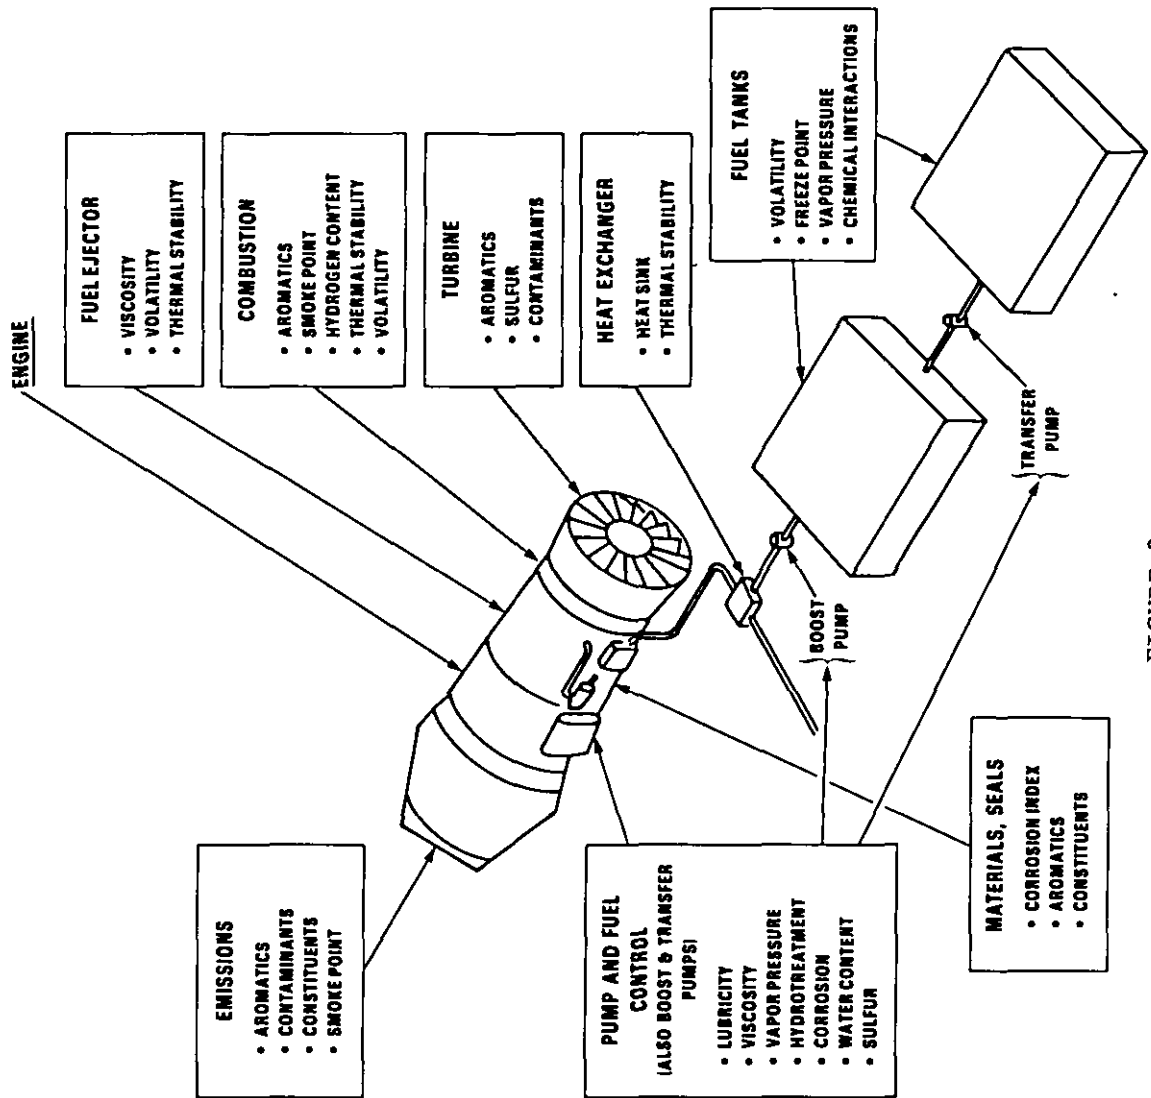 ENGINE
FUEL EJECTOR
• VISCOSITY
• VOLATILITY
• THERMAL STABILITY
COMBUSTION
• AROMATICS
• SMOKE POINT
• HYDROGEN CONTENT
• THERMAL STABILITY
• VOLATILITY
TURBINE
• AROMATICS
• SULFUR
• CONTAMINANTS
HEAT EXCHANGER
• HEAT SINK
• THERMAL STABILITY
FUEL TANKS
• VOLATILITY
• FREEZE POINT
• VAPOR PRESSURE
• CHEMICAL INTERACTIONS
EMISSIONS
• AROMATICS
• CONTAMINANTS
• CONSTITUENTS
• SMOKE POINT
PUMP AND FUEL
CONTROL
(ALSO BOOST & TRANSFER
PUMPS)
• LUBRICITY
• VISCOSITY
• VAPOR PRESSURE
• HYDROTREATMENT
• CORROSION
• WATER CONTENT
• SULFUR
MATERIALS, SEALS
• CORROSION INDEX
• AROMATICS
• CONSTITUENTS
BOOST
PUMP
TRANSFER
PUMP